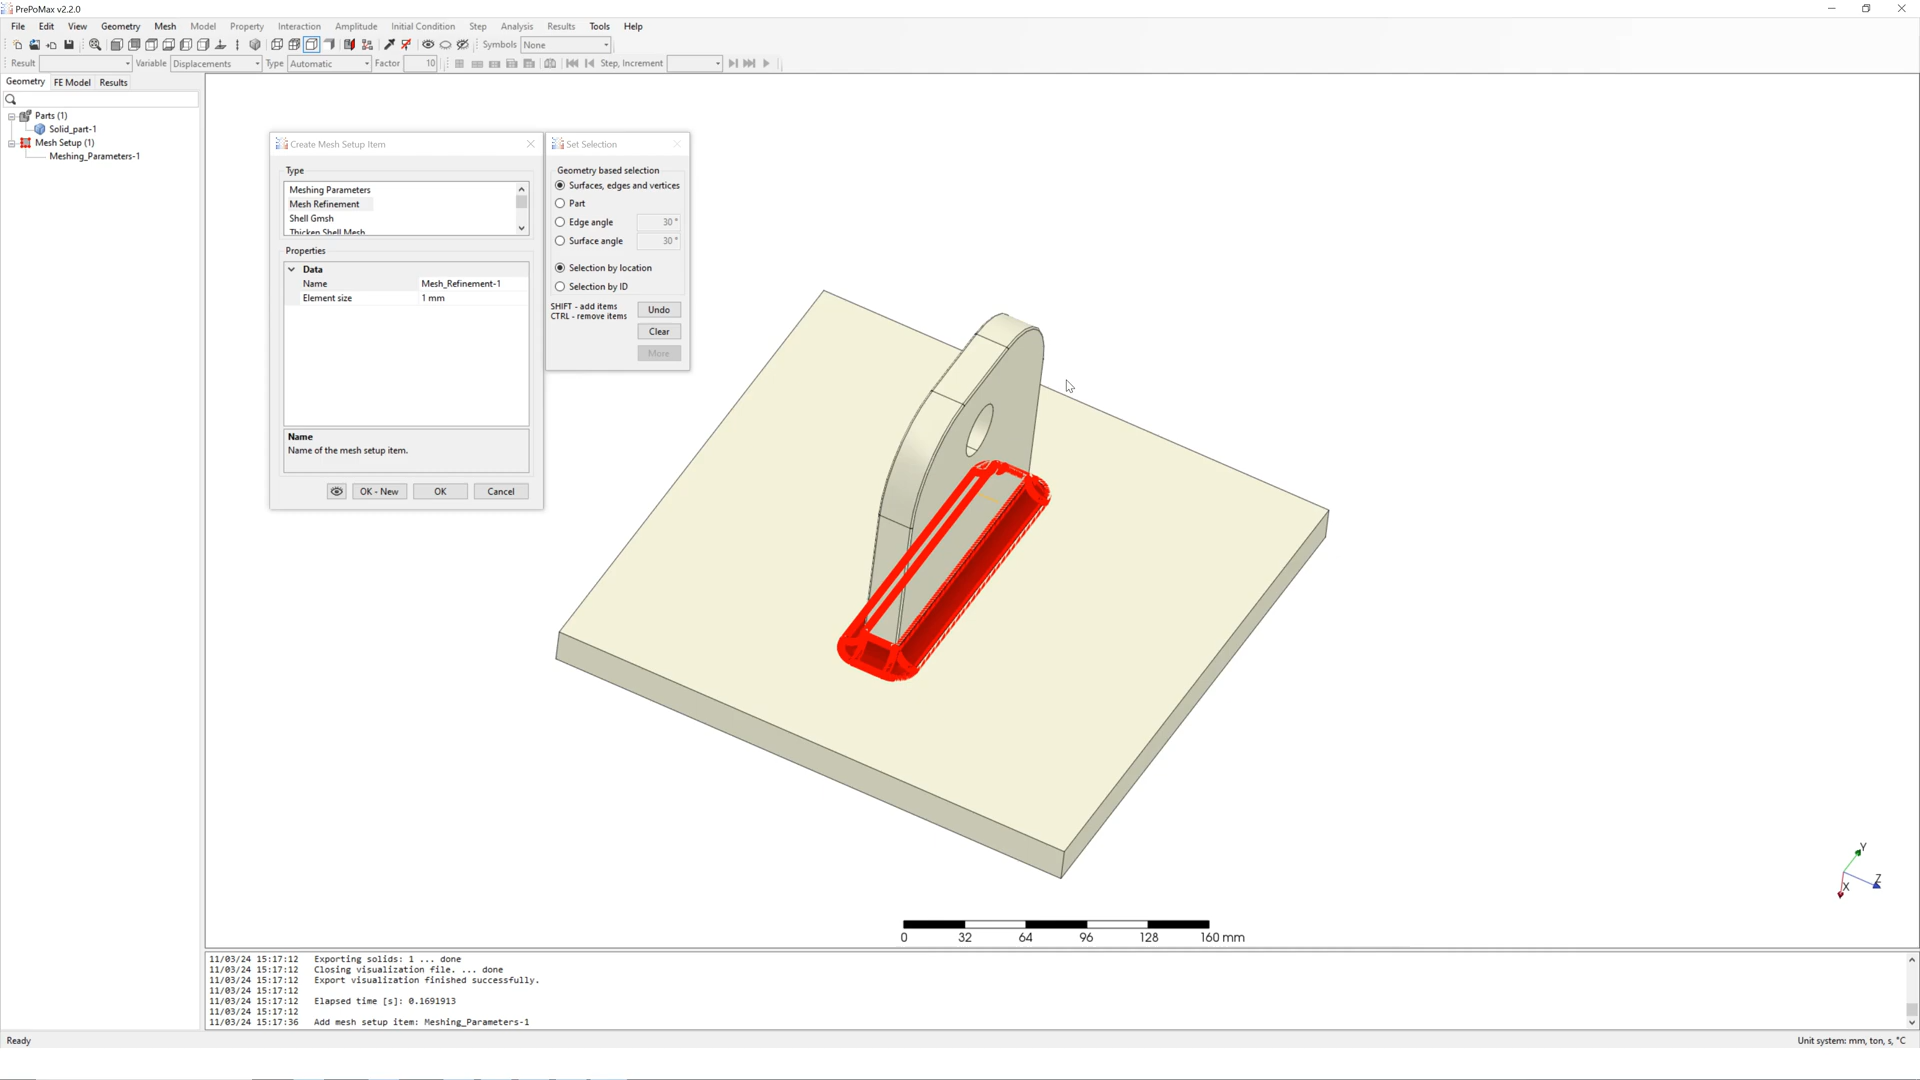 PrePoMax v2.2.0
File Edit View Geometry Mesh Model Property Interaction Amplitude Initial Condition Step Analysis Results Tools Help
Symbols None
Result Variable Displacements Type Automatic Factor 10 Step, Increment
Geometry FE Model Results
Parts (1)
Solid_part-1
Mesh Setup (1)
Meshing_Parameters-1
Create Mesh Setup Item
Type
Meshing Parameters
Mesh Refinement
Shell Gmsh
Thicken Shell Mesh
Properties
Data
Name Mesh_Refinement-1
Element size 1 mm
Name
Name of the mesh setup item.
OK - New OK Cancel
Set Selection
Geometry based selection
Surfaces, edges and vertices
Part
Edge angle 30 °
Surface angle 30 °
Selection by location
Selection by ID
SHIFT - add items
CTRL - remove items
Undo
Clear
More
Y
Z
X
0 32 64 96 128 160 mm
11/03/24 15:17:12 Exporting solids: 1 ... done
11/03/24 15:17:12 Closing visualization file. ... done
11/03/24 15:17:12 Export visualization finished successfully.
11/03/24 15:17:12
11/03/24 15:17:12 Elapsed time [s]: 0.1691913
11/03/24 15:17:12
11/03/24 15:17:36 Add mesh setup item: Meshing_Parameters-1
Ready
Unit system: mm, ton, s, °C